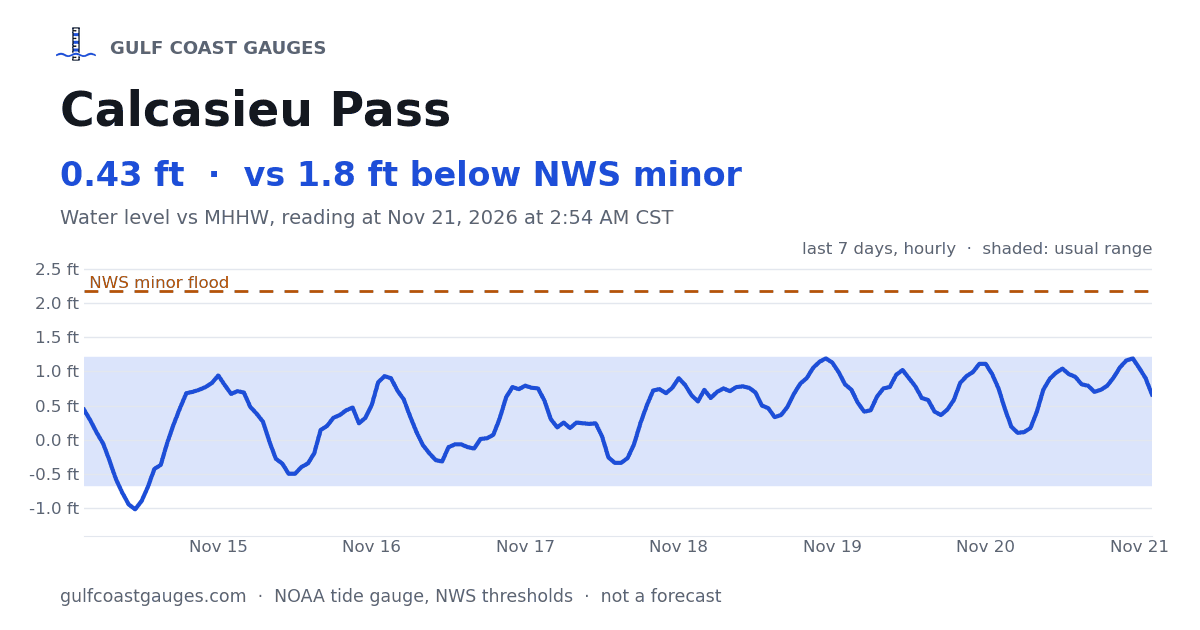 GULF COAST GAUGES
Calcasieu Pass
0.43 ft · vs 1.8 ft below NWS minor
Water level vs MHHW, reading at Nov 21, 2026 at 2:54 AM CST
last 7 days, hourly · shaded: usual range
2.5 ft
NWS minor flood
2.0 ft
1.5 ft
1.0 ft
0.5 ft
0.0 ft
-0.5 ft
-1.0 ft
Nov 15 Nov 16 Nov 17 Nov 18 Nov 19 Nov 20 Nov 21
gulfcoastgauges.com · NOAA tide gauge, NWS thresholds · not a forecast